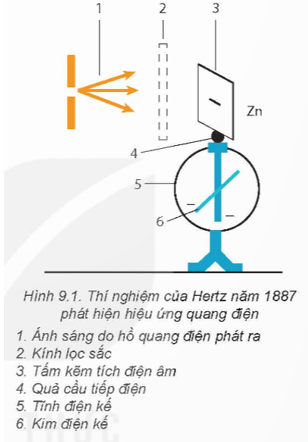 1 2 3
Zn
4
5
6
Hình 9.1. Thí nghiệm của Hertz năm 1887
phát hiện hiệu ứng quang điện
1. Ánh sáng do hồ quang điện phát ra
2. Kính lọc sắc
3. Tấm kẽm tích điện âm
4. Quả cầu tiếp điện
5. Tĩnh điện kế
6. Kim điện kế